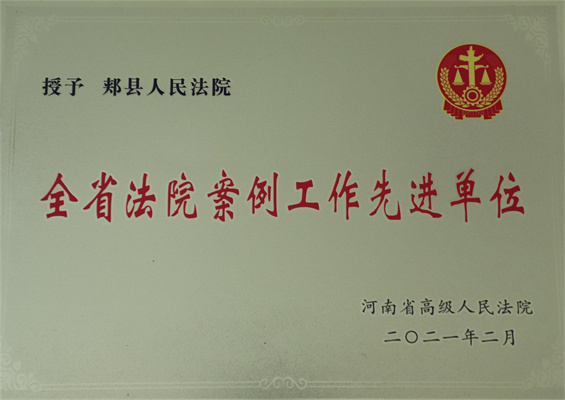 授予 郏县人民法院
全省法院案例工作先进单位
河南省高级人民法院
二〇二一年二月